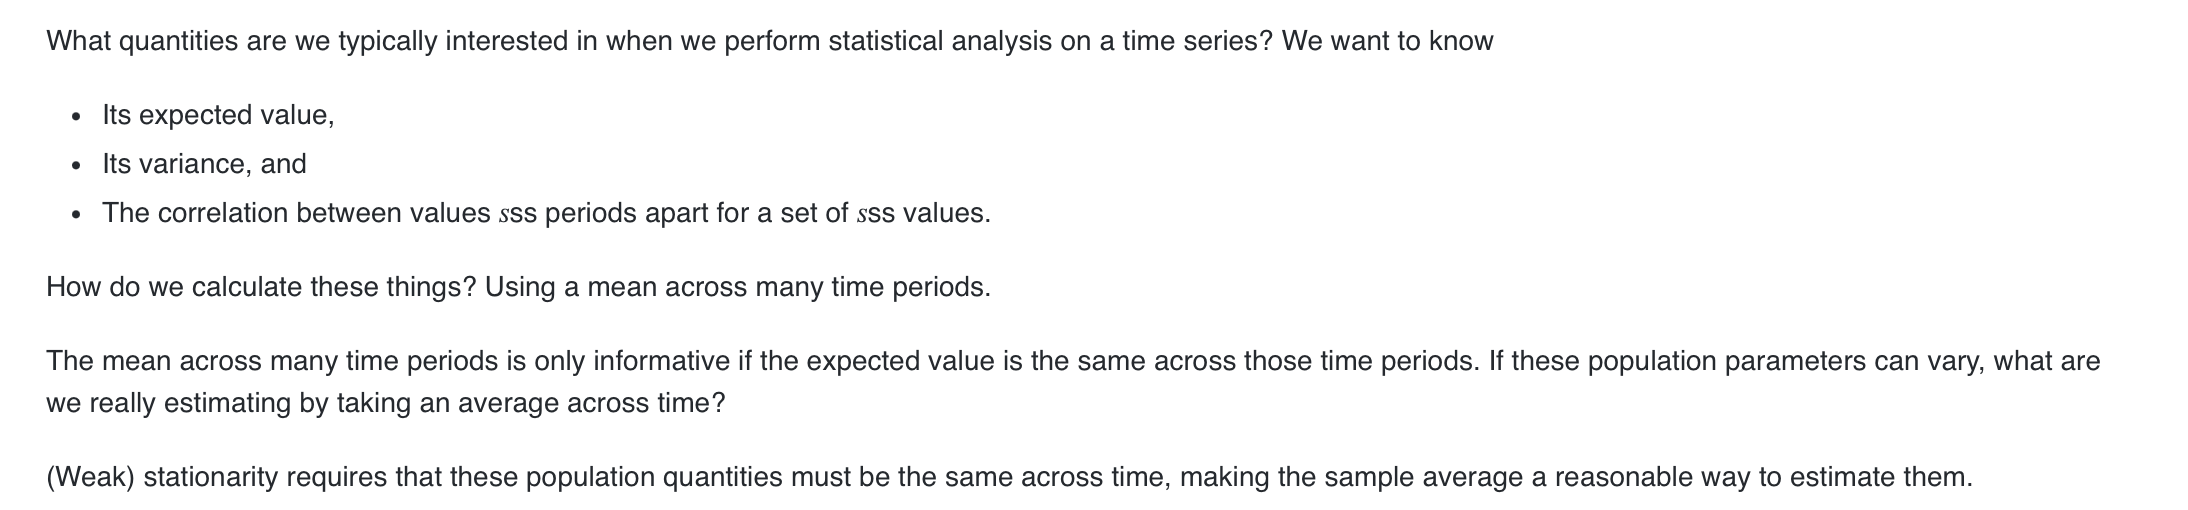 What quantities are we typically interested in when we perform statistical analysis on a time series? We want to know
• Its expected value,
• Its variance, and
• The correlation between values sss periods apart for a set of sss values.
How do we calculate these things? Using a mean across many time periods.
The mean across many time periods is only informative if the expected value is the same across those time periods. If these population parameters can vary, what are
we really estimating by taking an average across time?
(Weak) stationarity requires that these population quantities must be the same across time, making the sample average a reasonable way to estimate them.